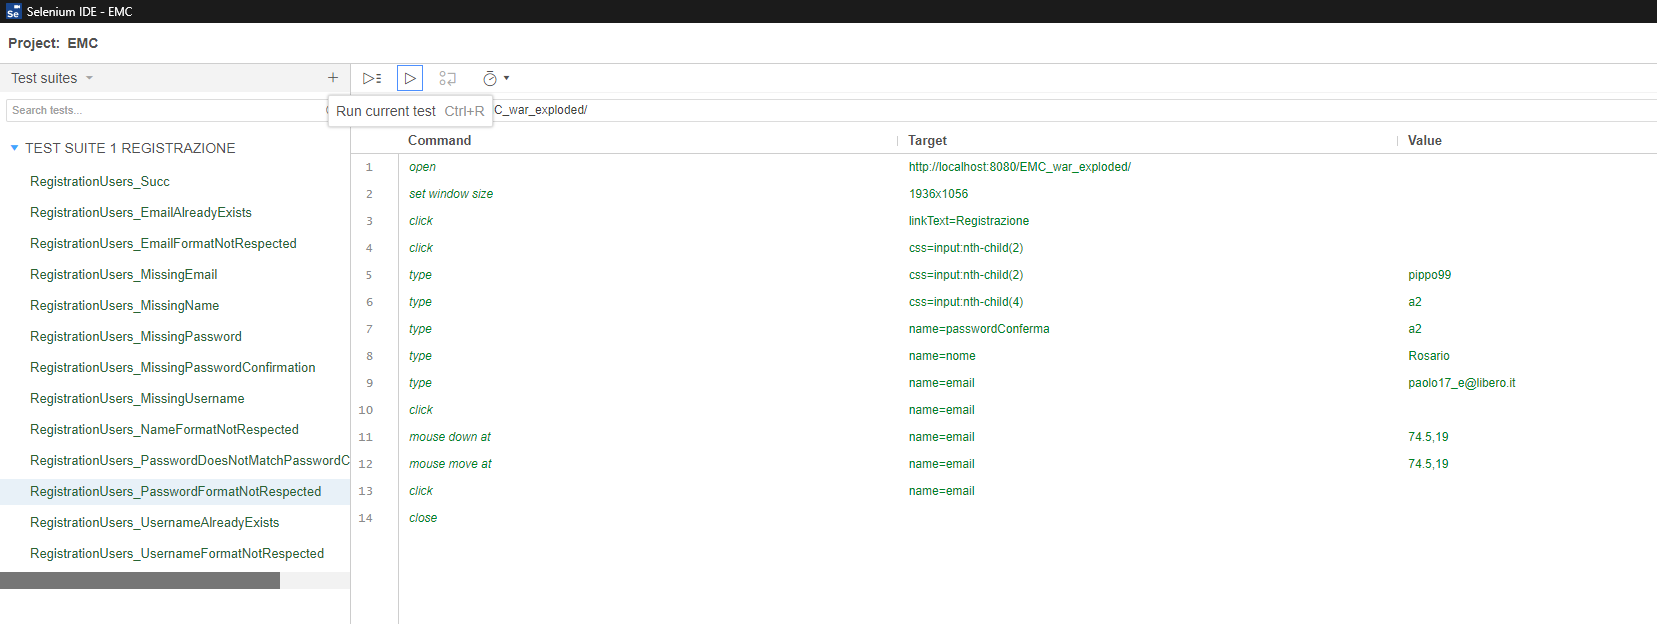 Selenium IDE - EMC
Project: EMC
Test suites
Search tests...
Run current test Ctrl+R
C_war_exploded/
TEST SUITE 1 REGISTRAZIONE
RegistrationUsers_Succ
RegistrationUsers_EmailAlreadyExists
RegistrationUsers_EmailFormatNotRespected
RegistrationUsers_MissingEmail
RegistrationUsers_MissingName
RegistrationUsers_MissingPassword
RegistrationUsers_MissingPasswordConfirmation
RegistrationUsers_MissingUsername
RegistrationUsers_NameFormatNotRespected
RegistrationUsers_PasswordDoesNotMatchPasswordC
RegistrationUsers_PasswordFormatNotRespected
RegistrationUsers_UsernameAlreadyExists
RegistrationUsers_UsernameFormatNotRespected
Command Target Value
1 open http://localhost:8080/EMC_war_exploded/
2 set window size 1936x1056
3 click linkText=Registrazione
4 click css=input:nth-child(2)
5 type css=input:nth-child(2) pippo99
6 type css=input:nth-child(4) a2
7 type name=passwordConferma a2
8 type name=nome Rosario
9 type name=email paolo17_e@libero.it
10 click name=email
11 mouse down at name=email 74.5,19
12 mouse move at name=email 74.5,19
13 click name=email
14 close